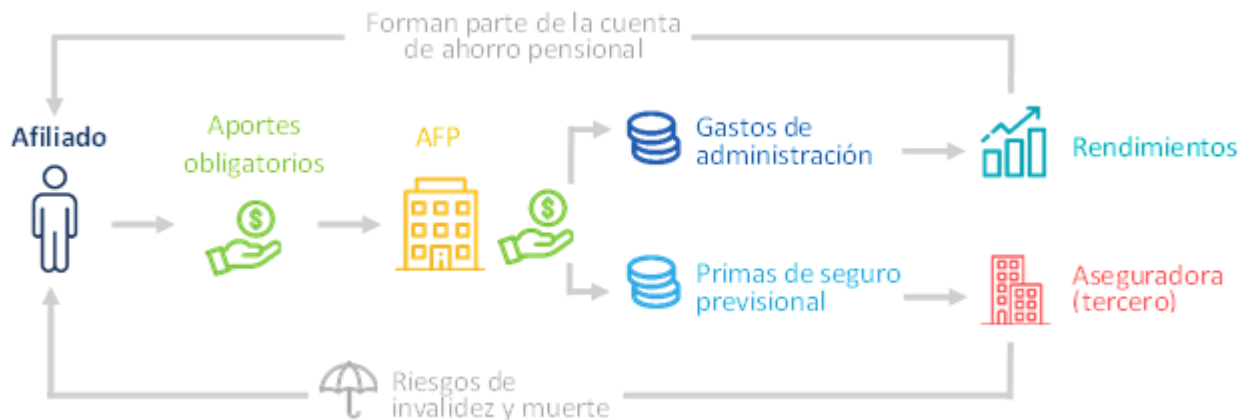 Forman parte de la cuenta
de ahorro pensional
Afiliado
Aportes
obligatorios
AFP
Gastos de
administración
Rendimientos
$
$
Primas de seguro
previsional
Aseguradora
(tercero)
Riesgos de
invalidez y muerte